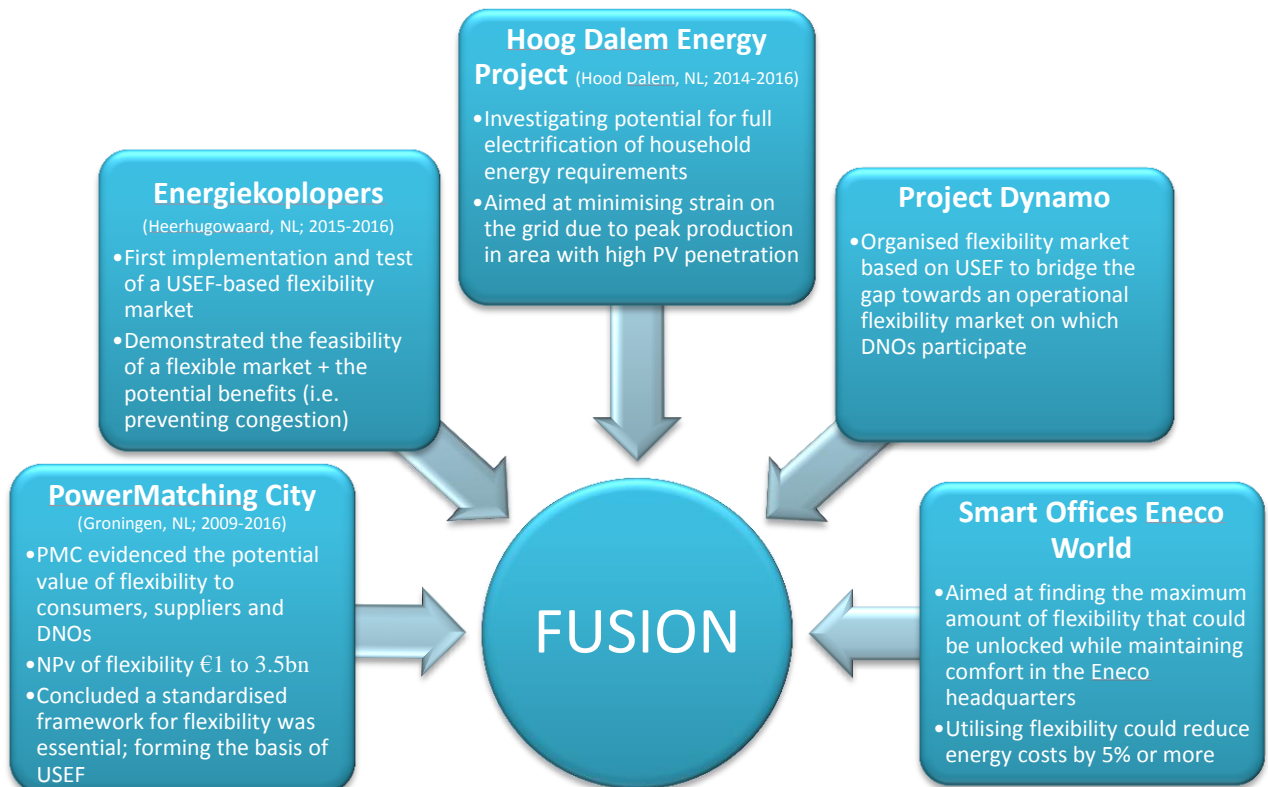 Hoog Dalem Energy
Project (Hood Dalem, NL; 2014-2016)
•Investigating potential for full
electrification of household
energy requirements
•Aimed at minimising strain on
the grid due to peak production
in area with high PV penetration
Energiekoplopers
(Heerhugowaard, NL; 2015-2016)
•First implementation and test
of a USEF-based flexibility
market
•Demonstrated the feasibility
of a flexible market + the
potential benefits (i.e.
preventing congestion)
Project Dynamo
•Organised flexibility market
based on USEF to bridge the
gap towards an operational
flexibility market on which
DNOs participate
PowerMatching City
(Groningen, NL; 2009-2016)
•PMC evidenced the potential
value of flexibility to
consumers, suppliers and
DNOs
•NPv of flexibility €1 to 3.5bn
•Concluded a standardised
framework for flexibility was
essential; forming the basis of
USEF
FUSION
Smart Offices Eneco
World
•Aimed at finding the maximum
amount of flexibility that could
be unlocked while maintaining
comfort in the Eneco
headquarters
•Utilising flexibility could reduce
energy costs by 5% or more